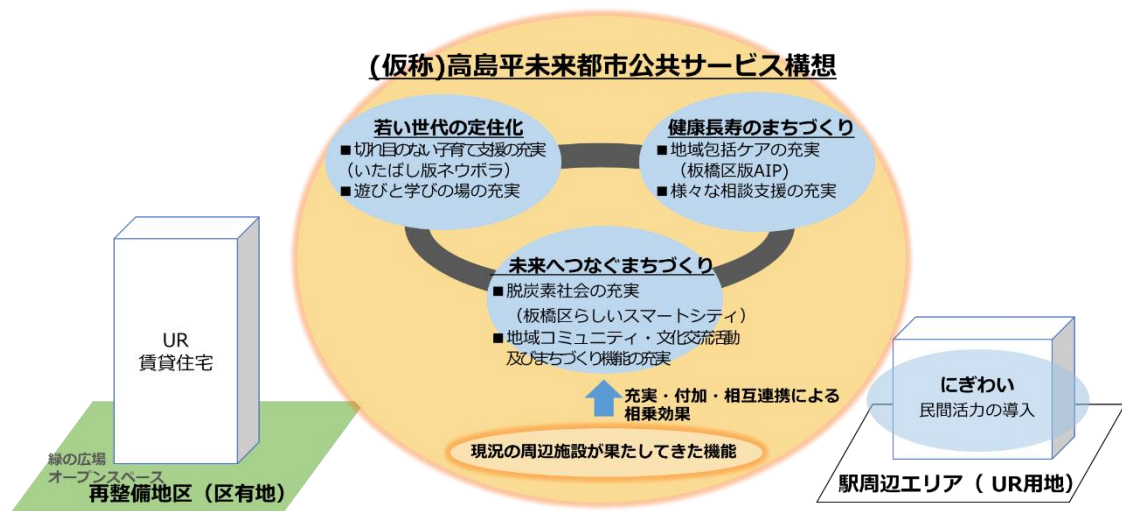 (仮称)高島平未来都市公共サービス構想
若い世代の定住化
■切れ目のない子育て支援の充実
（いたばし版ネウボラ）
■遊びと学びの場の充実
健康長寿のまちづくり
■地域包括ケアの充実
（板橋区版AIP)
■様々な相談支援の充実
未来へつなぐまちづくり
■脱炭素社会の充実
（板橋区らしいスマートシティ）
■地域コミュニティ・文化交流活動
及びまちづくり機能の充実
充実・付加・相互連携による
相乗効果
現況の周辺施設が果たしてきた機能
UR
賃貸住宅
緑の広場
オープンスペース
再整備地区（区有地）
にぎわい
民間活力の導入
駅周辺エリア（ UR用地）